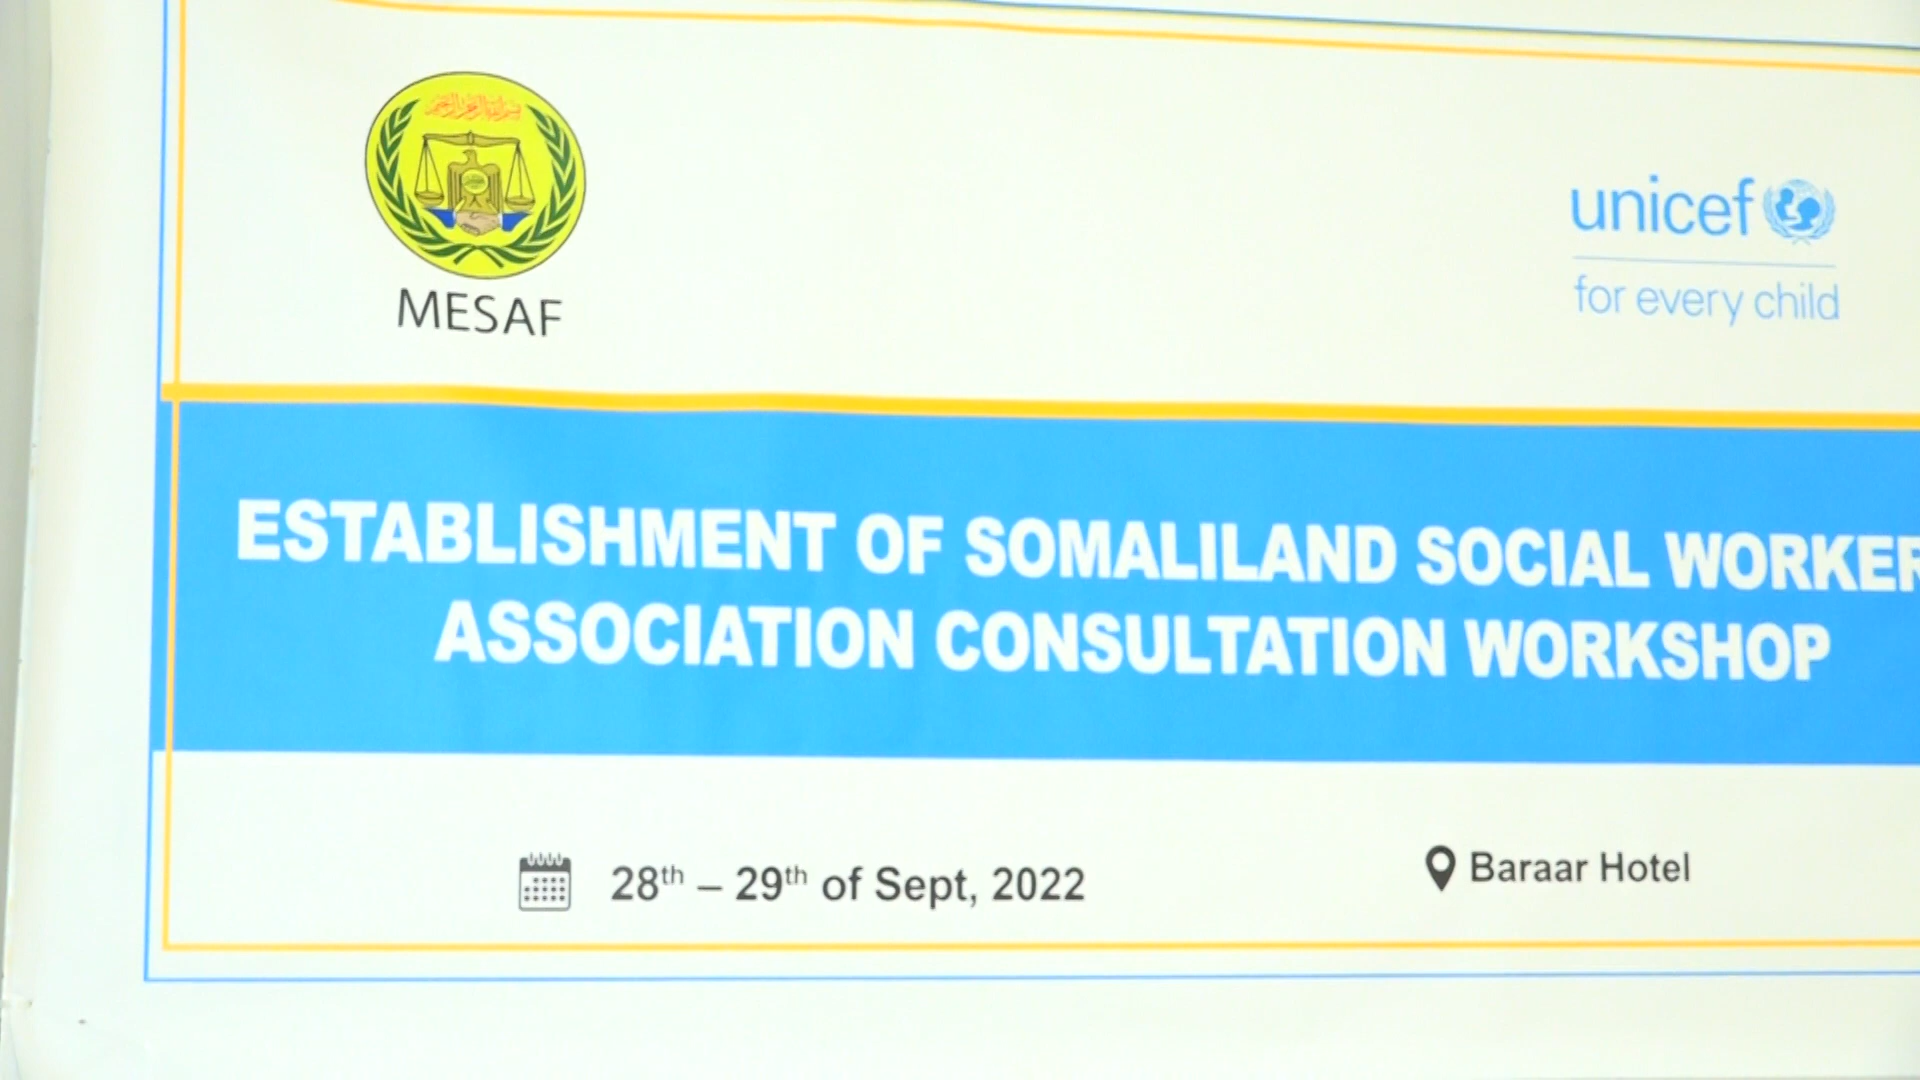 MESAF
unicef
for every child
ESTABLISHMENT OF SOMALILAND SOCIAL WORKER
ASSOCIATION CONSULTATION WORKSHOP
28th – 29th of Sept, 2022
Baraar Hotel